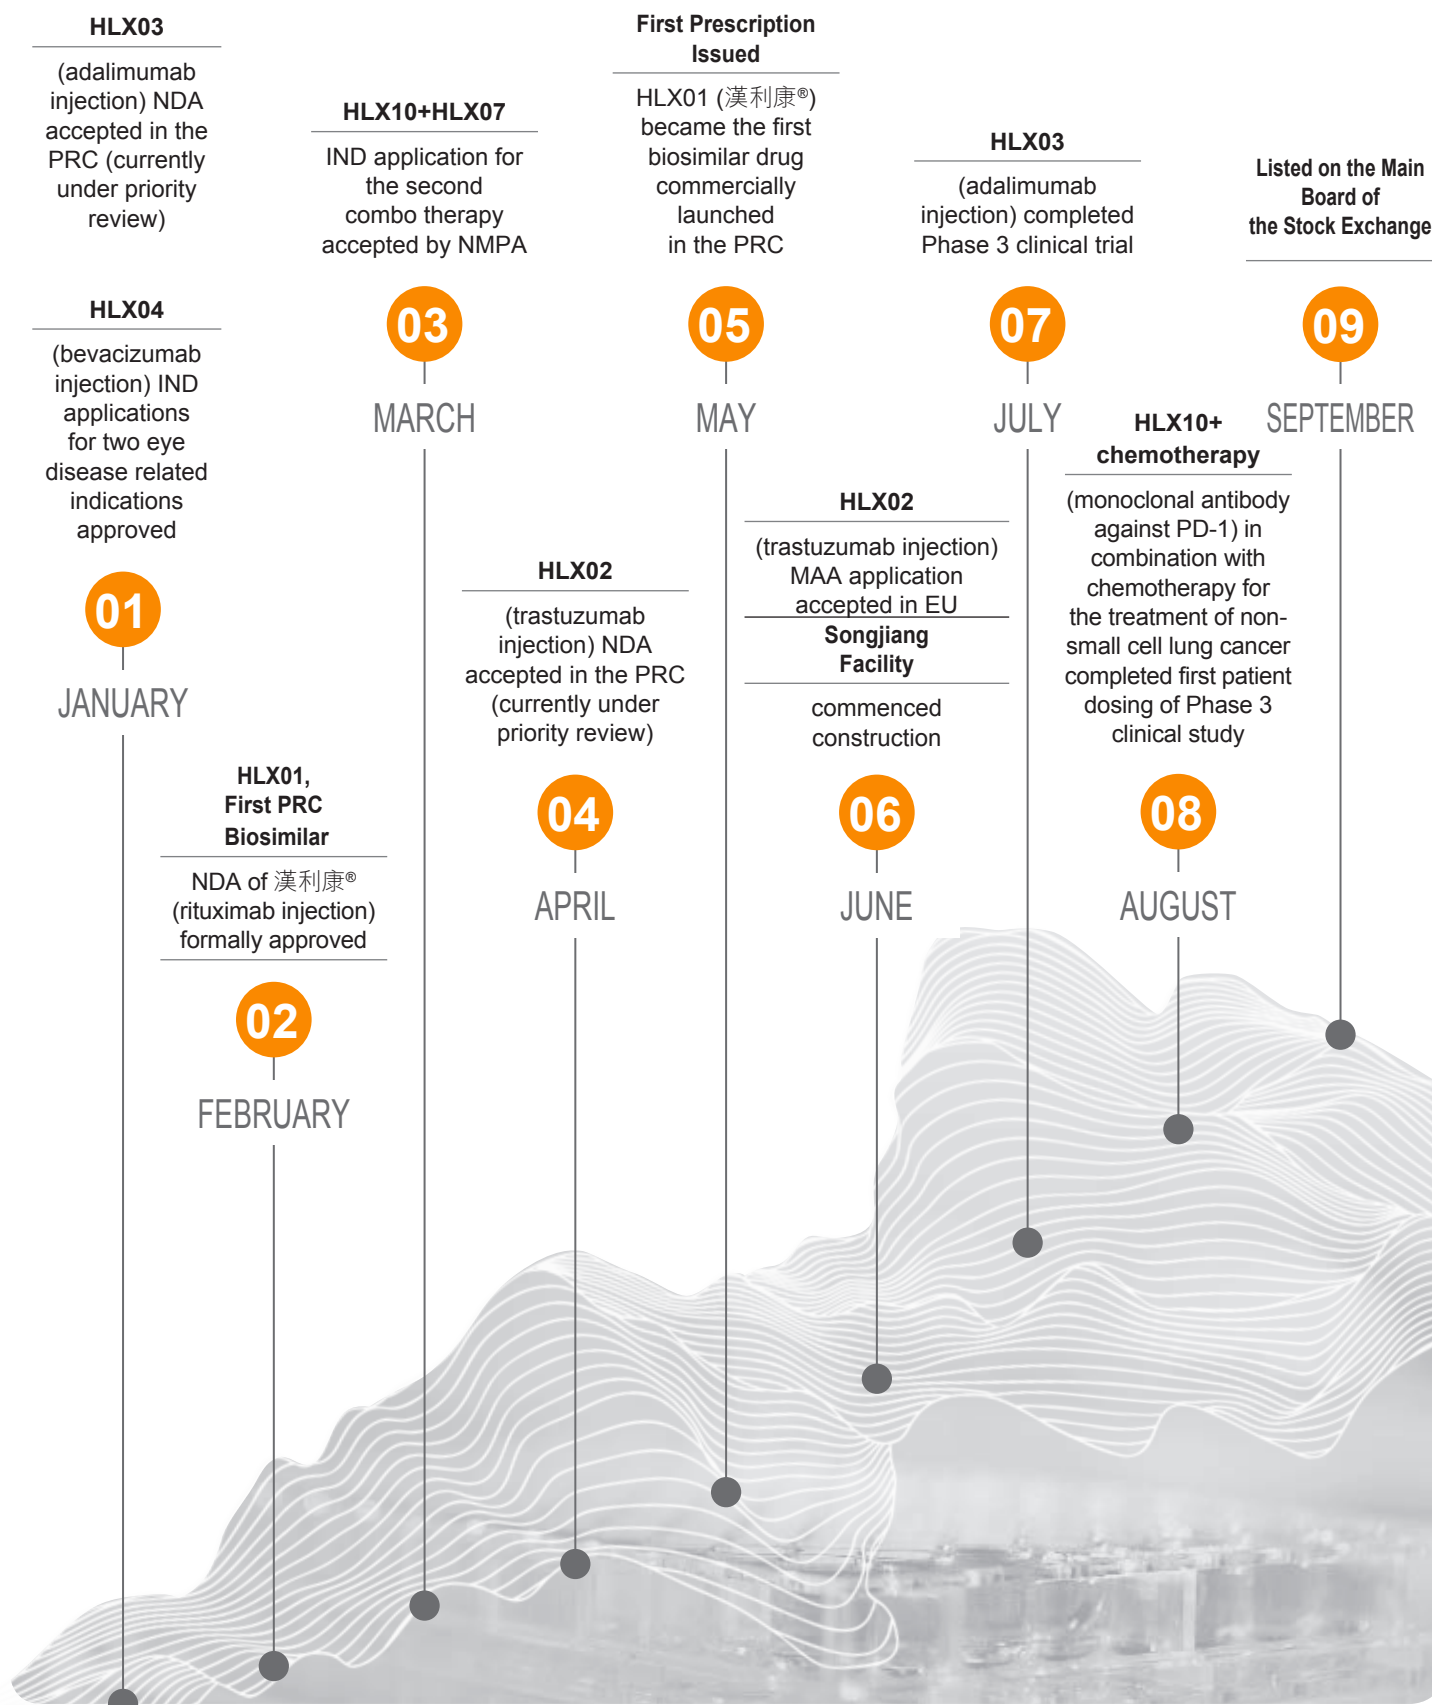 HLX03
(adalimumab
injection) NDA
accepted in the
PRC (currently
under priority
review)
HLX04
(bevacizumab
injection) IND
applications
for two eye
disease related
indications
approved
01
JANUARY
HLX01,
First PRC
Biosimilar
NDA of 漢利康®
(rituximab injection)
formally approved
02
FEBRUARY
HLX10+HLX07
IND application for
the second
combo therapy
accepted by NMPA
03
MARCH
HLX02
(trastuzumab
injection) NDA
accepted in the PRC
(currently under
priority review)
04
APRIL
First Prescription
Issued
HLX01 (漢利康®)
became the first
biosimilar drug
commercially
launched
in the PRC
05
MAY
HLX02
(trastuzumab injection)
MAA application
accepted in EU
Songjiang
Facility
commenced
construction
06
JUNE
HLX03
(adalimumab
injection) completed
Phase 3 clinical trial
07
JULY
HLX10+
chemotherapy
(monoclonal antibody
against PD-1) in
combination with
chemotherapy for
the treatment of non-
small cell lung cancer
completed first patient
dosing of Phase 3
clinical study
08
AUGUST
Listed on the Main
Board of
the Stock Exchange
09
SEPTEMBER